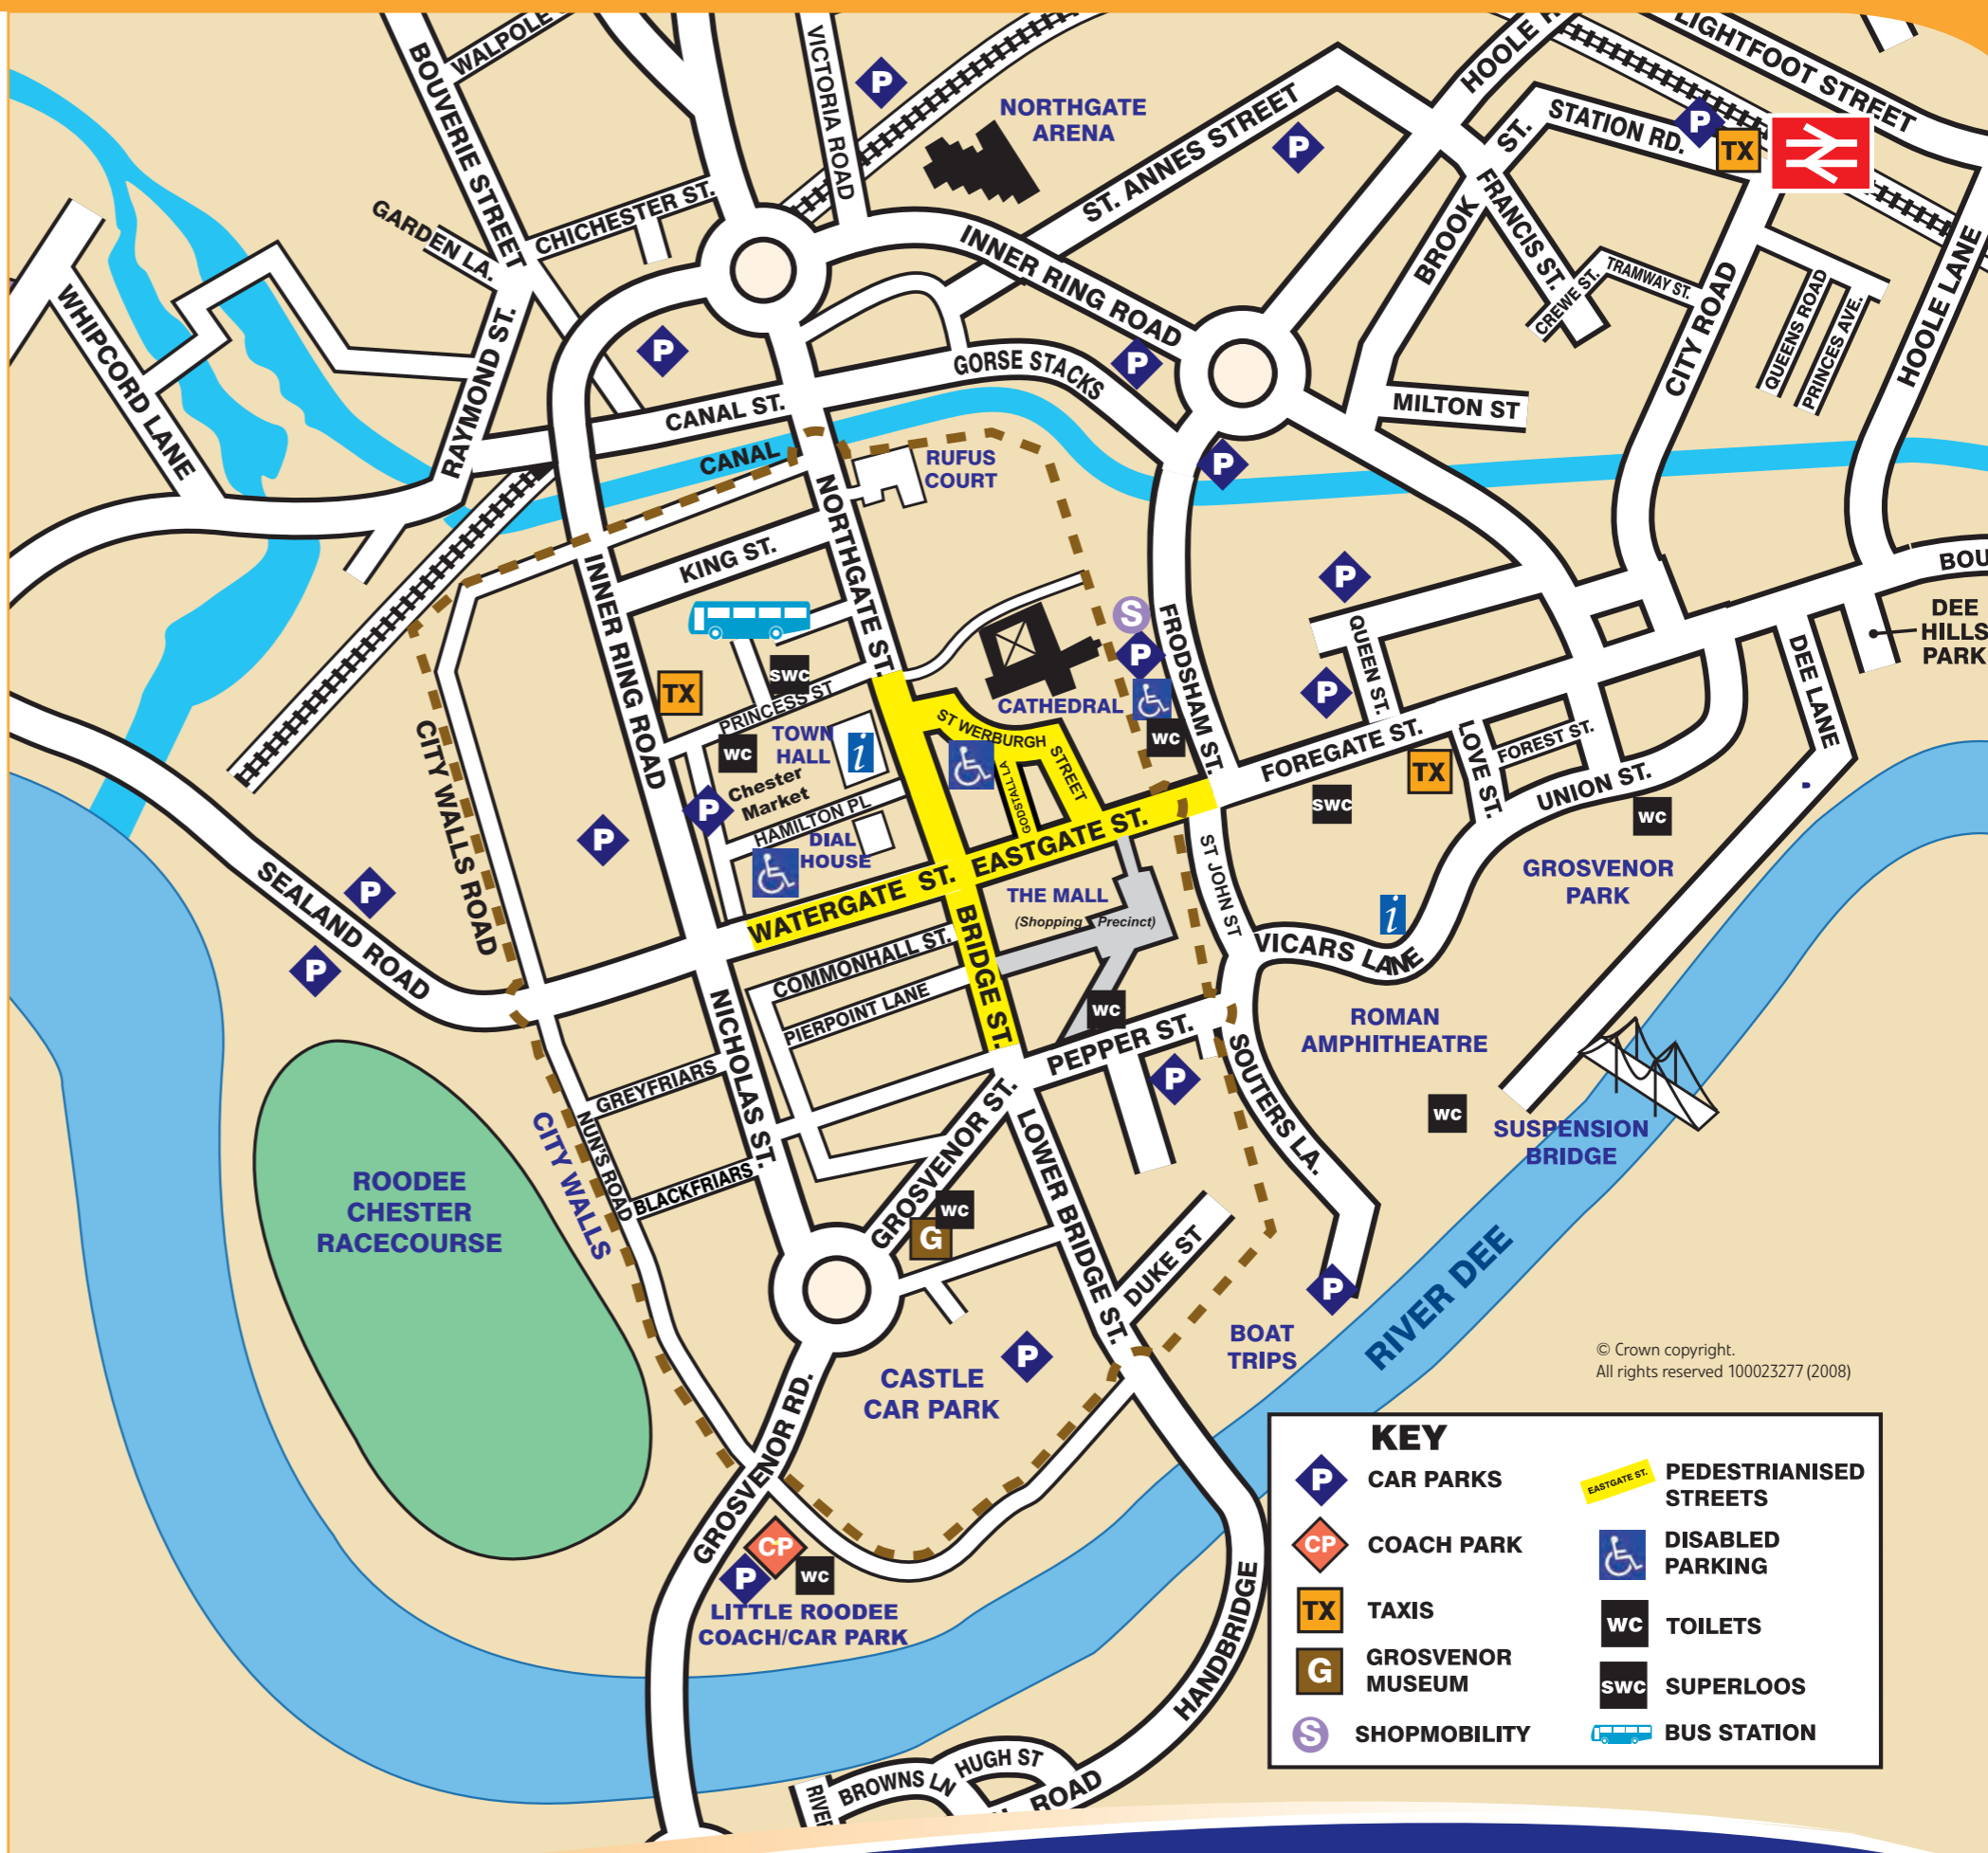 WALPOLE
BOUVERIE STREET
VICTORIA ROAD
P
NORTHGATE
ARENA
ST. ANNES STREET
P
HOOLE
LIGHTFOOT STREET
STATION RD.
P
TX
BROOK ST.
FRANCIS ST.
CREWE ST.
TRAMWAY ST.
CITY ROAD
QUEENS ROAD
PRINCES AVE.
HOOLE LANE
GARDEN LA.
CHICHESTER ST.
WHIPCORD LANE
RAYMOND ST.
INNER RING ROAD
P
GORSE STACKS
P
MILTON ST
CANAL ST.
CANAL
RUFUS
COURT
P
KING ST.
NORTHGATE ST.
INNER RING ROAD
FRODSHAM ST.
S
P
P
QUEEN ST.
P
BOU
DEE
HILLS
PARK
DEE LANE
SWC
TX
PRINCESS ST
WC
TOWN
HALL
i
Chester
Market
P
HAMILTON PL
DIAL
HOUSE
CATHEDRAL
WC
ST WERBURGH
STREET
GODSTALL LA
FOREGATE ST.
LOVE ST.
FOREST ST.
UNION ST.
TX
SWC
WC
GROSVENOR
PARK
CITY WALLS ROAD
P
P
SEALAND ROAD
P
WATERGATE ST.
EASTGATE ST.
THE MALL
(Shopping Precinct)
ST JOHN ST
i
VICARS LANE
COMMONHALL ST.
PIERPOINT LANE
BRIDGE ST.
WC
PEPPER ST.
P
ROMAN
AMPHITHEATRE
SOUTERS LA.
WC
SUSPENSION
BRIDGE
NICHOLAS ST.
GREYFRIARS
NUN'S ROAD
BLACKFRIARS
CITY WALLS
ROODEE
CHESTER
RACECOURSE
GROSVENOR ST.
WC
G
LOWER BRIDGE ST.
DUKE ST
P
BOAT
TRIPS
RIVER DEE
P
CASTLE
CAR PARK
GROSVENOR RD.
CP
P
WC
LITTLE ROODEE
COACH/CAR PARK
HANDBRIDGE
HUGH ST
BROWNS LN
RIVER
ROAD
© Crown copyright.
All rights reserved 100023277 (2008)
KEY
P CAR PARKS
CP COACH PARK
TX TAXIS
G GROSVENOR
MUSEUM
S SHOPMOBILITY
EASTGATE ST. PEDESTRIANISED
STREETS
DISABLED
PARKING
WC TOILETS
SWC SUPERLOOS
BUS STATION